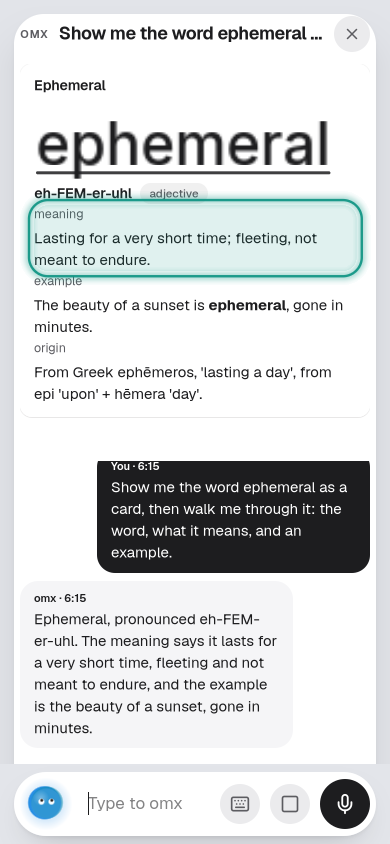 OMX Show me the word ephemeral ...
Ephemeral
ephemeral
eh-FEM-er-uhl adjective
meaning
Lasting for a very short time; fleeting, not
meant to endure.
example
The beauty of a sunset is ephemeral, gone in
minutes.
origin
From Greek ephēmeros, 'lasting a day', from
epi 'upon' + hēmera 'day'.
You · 6:15
Show me the word ephemeral as a
card, then walk me through it: the
word, what it means, and an
example.
omx · 6:15
Ephemeral, pronounced eh-FEM-
er-uhl. The meaning says it lasts for
a very short time, fleeting and not
meant to endure, and the example
is the beauty of a sunset, gone in
minutes.
Type to omx